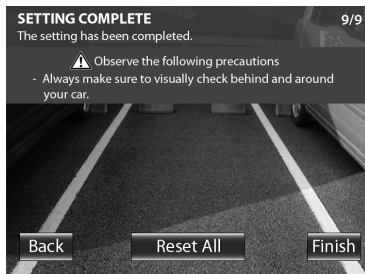 SETTING COMPLETE
9/9
The setting has been completed.
Observe the following precautions
- Always make sure to visually check behind and around
your car.
Back
Reset All
Finish